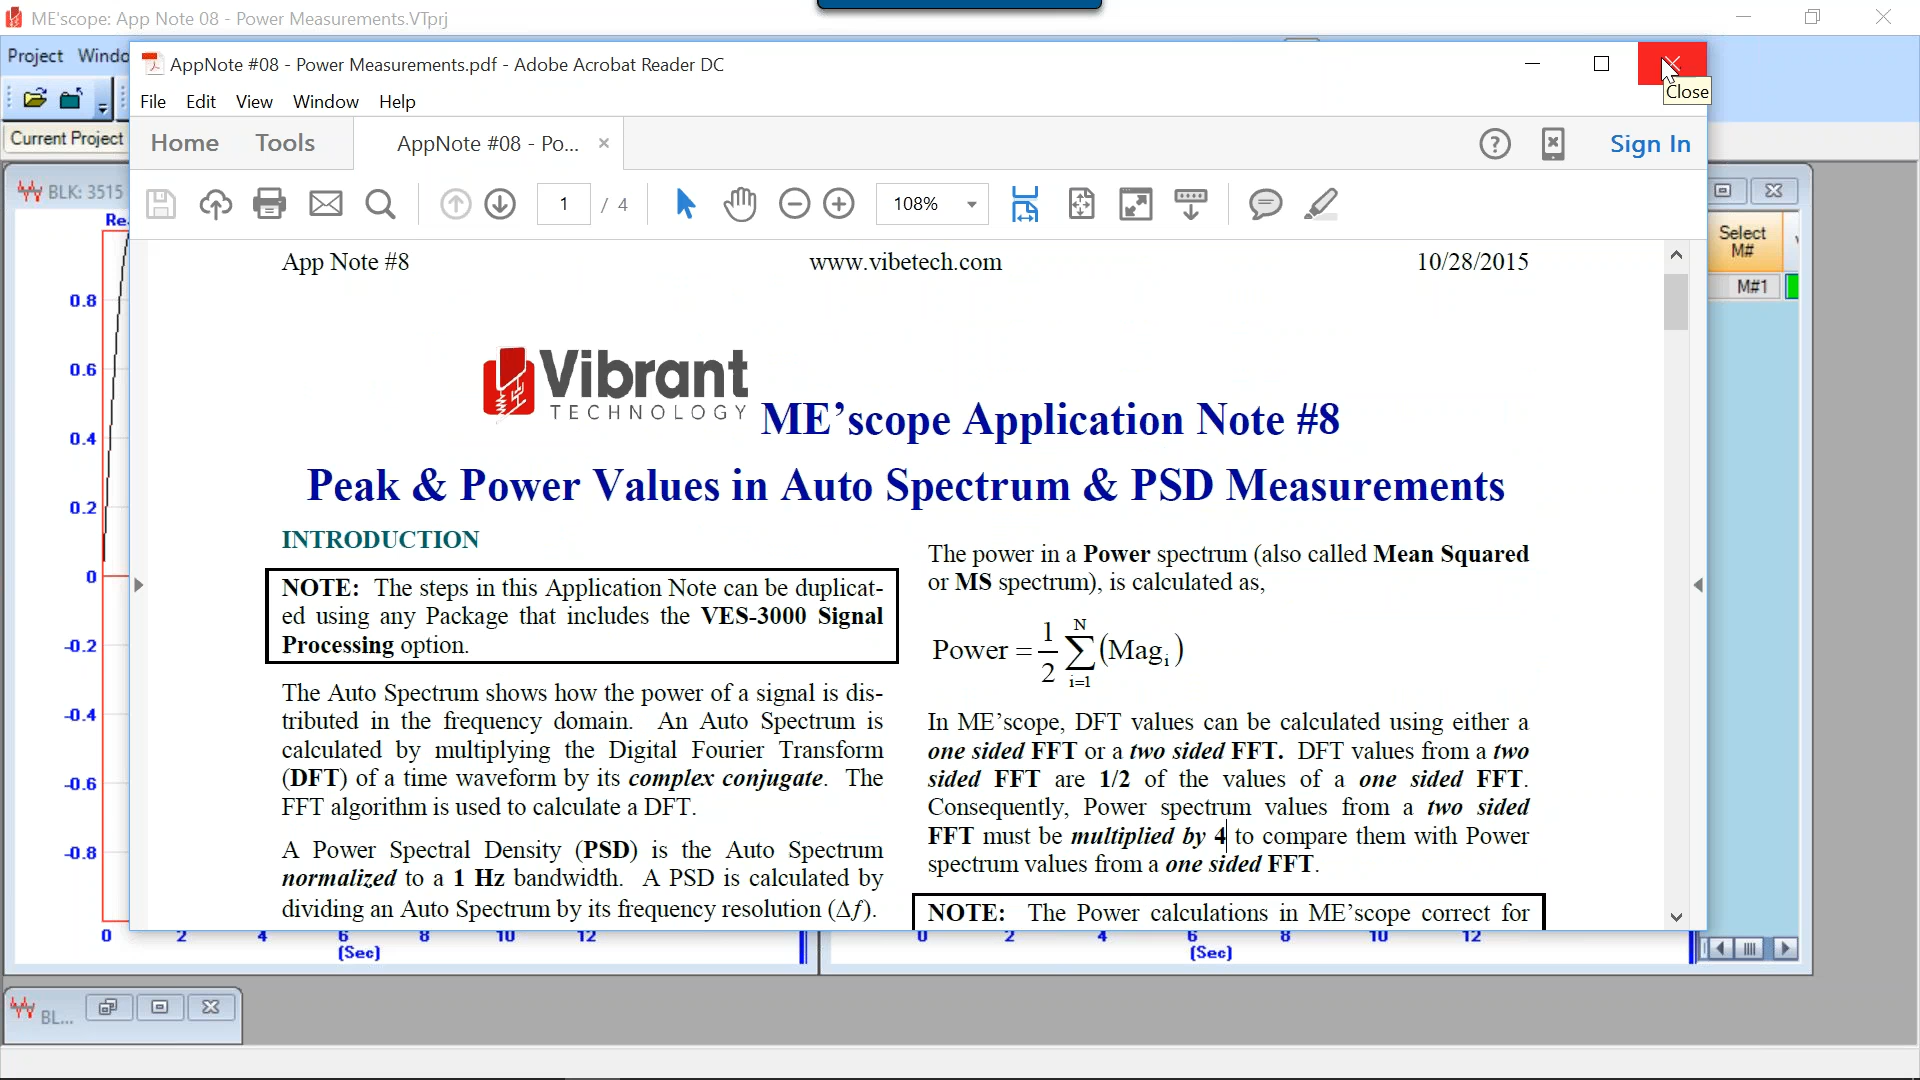 ME'scope: App Note 08 - Power Measurements.VTprj
Project Windo
AppNote #08 - Power Measurements.pdf - Adobe Acrobat Reader DC
Close
File Edit View Window Help
Current Project
Home Tools AppNote #08 - Po... × Sign In
1 / 4 108%
BLK: 3515
Re
Select
M#
M#1
0.8
0.6
0.4
0.2
0
-0.2
-0.4
-0.6
-0.8
App Note #8 www.vibetech.com 10/28/2015
Vibrant
TECHNOLOGY
ME’scope Application Note #8
Peak & Power Values in Auto Spectrum & PSD Measurements
INTRODUCTION
NOTE: The steps in this Application Note can be duplicat-
ed using any Package that includes the VES-3000 Signal
Processing option.
The Auto Spectrum shows how the power of a signal is dis-
tributed in the frequency domain. An Auto Spectrum is
calculated by multiplying the Digital Fourier Transform
(DFT) of a time waveform by its complex conjugate. The
FFT algorithm is used to calculate a DFT.
A Power Spectral Density (PSD) is the Auto Spectrum
normalized to a 1 Hz bandwidth. A PSD is calculated by
dividing an Auto Spectrum by its frequency resolution (Δf).
The power in a Power spectrum (also called Mean Squared
or MS spectrum), is calculated as,
Power = 1/2 N∑i=1 (Magi)
In ME’scope, DFT values can be calculated using either a
one sided FFT or a two sided FFT. DFT values from a two
sided FFT are 1/2 of the values of a one sided FFT.
Consequently, Power spectrum values from a two sided
FFT must be multiplied by 4 to compare them with Power
spectrum values from a one sided FFT.
NOTE: The Power calculations in ME’scope correct for
0 2 4 6 8 10 12
(Sec)
0 2 4 6 8 10 12
(Sec)
BL...